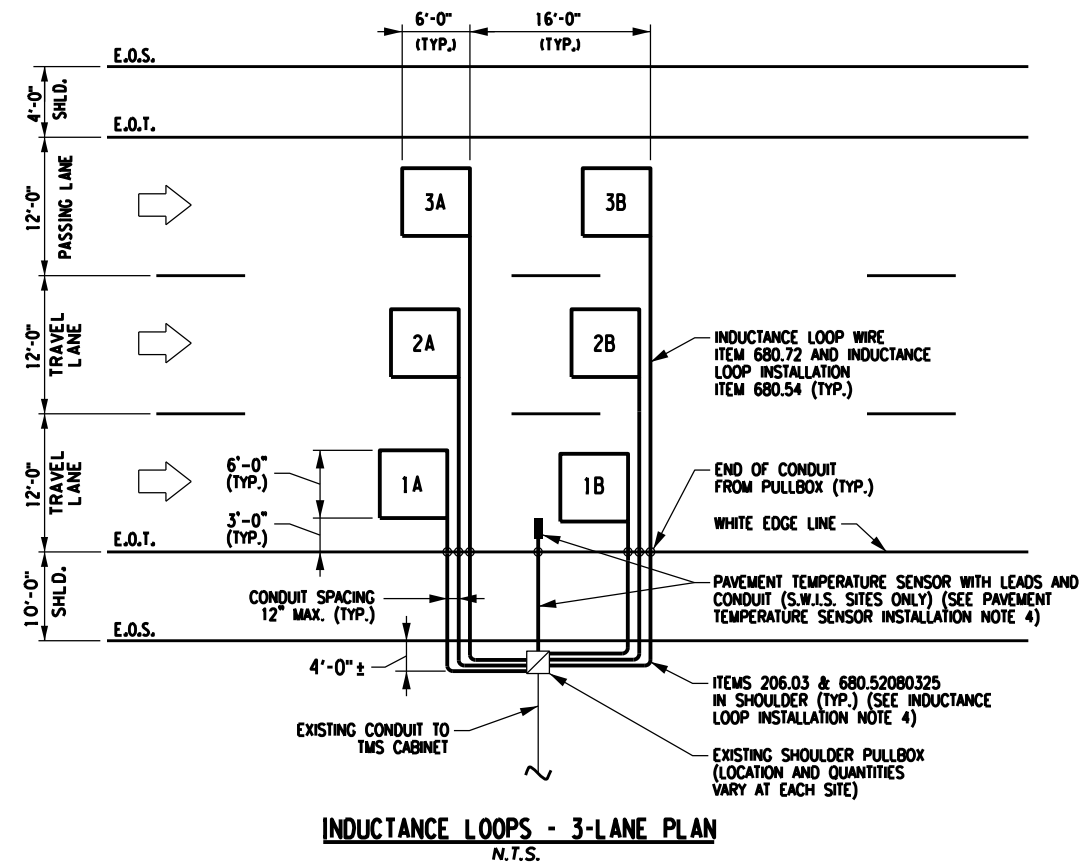 6'-0"
(TYP.)
16'-0"
(TYP.)
E.O.S.
4'-0"
SHLD.
E.O.T.
12'-0"
PASSING LANE
3A
3B
12'-0"
TRAVEL
LANE
2A
2B
INDUCTANCE LOOP WIRE
ITEM 680.72 AND INDUCTANCE
LOOP INSTALLATION
ITEM 680.54 (TYP.)
12'-0"
TRAVEL
LANE
6'-0"
(TYP.)
1A
1B
3'-0"
(TYP.)
END OF CONDUIT
FROM PULLBOX (TYP.)
WHITE EDGE LINE
E.O.T.
10'-0"
SHLD.
CONDUIT SPACING
12" MAX. (TYP.)
PAVEMENT TEMPERATURE SENSOR WITH LEADS AND
CONDUIT (S.W.I.S. SITES ONLY) (SEE PAVEMENT
TEMPERATURE SENSOR INSTALLATION NOTE 4)
E.O.S.
4'-0" ±
ITEMS 206.03 & 680.52080325
IN SHOULDER (TYP.) (SEE INDUCTANCE
LOOP INSTALLATION NOTE 4)
EXISTING CONDUIT TO
TMS CABINET
EXISTING SHOULDER PULLBOX
(LOCATION AND QUANTITIES
VARY AT EACH SITE)
INDUCTANCE LOOPS - 3-LANE PLAN
N.T.S.